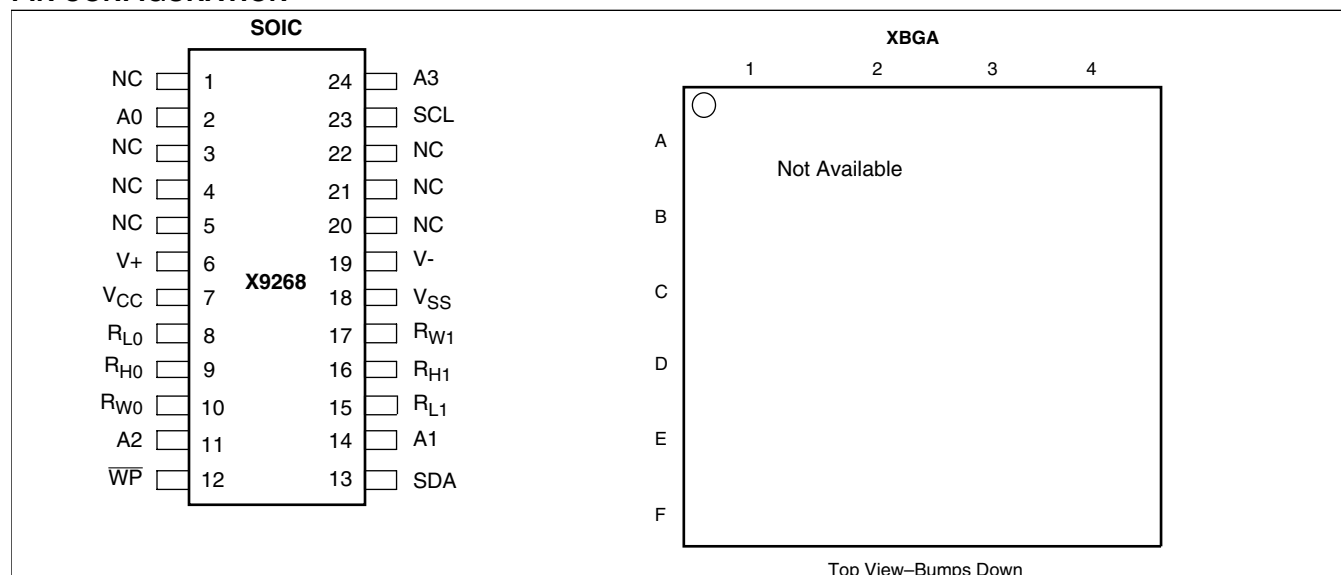 SOIC
NC 1 24 A3
A0 2 23 SCL
NC 3 22 NC
NC 4 21 NC
NC 5 20 NC
V+ 6 19 V-
X9268
VCC 7 18 VSS
RL0 8 17 RW1
RH0 9 16 RH1
RW0 10 15 RL1
A2 11 14 A1
WP 12 13 SDA
XBGA
1 2 3 4
A
Not Available
B
C
D
E
F
Top View–Bumps Down